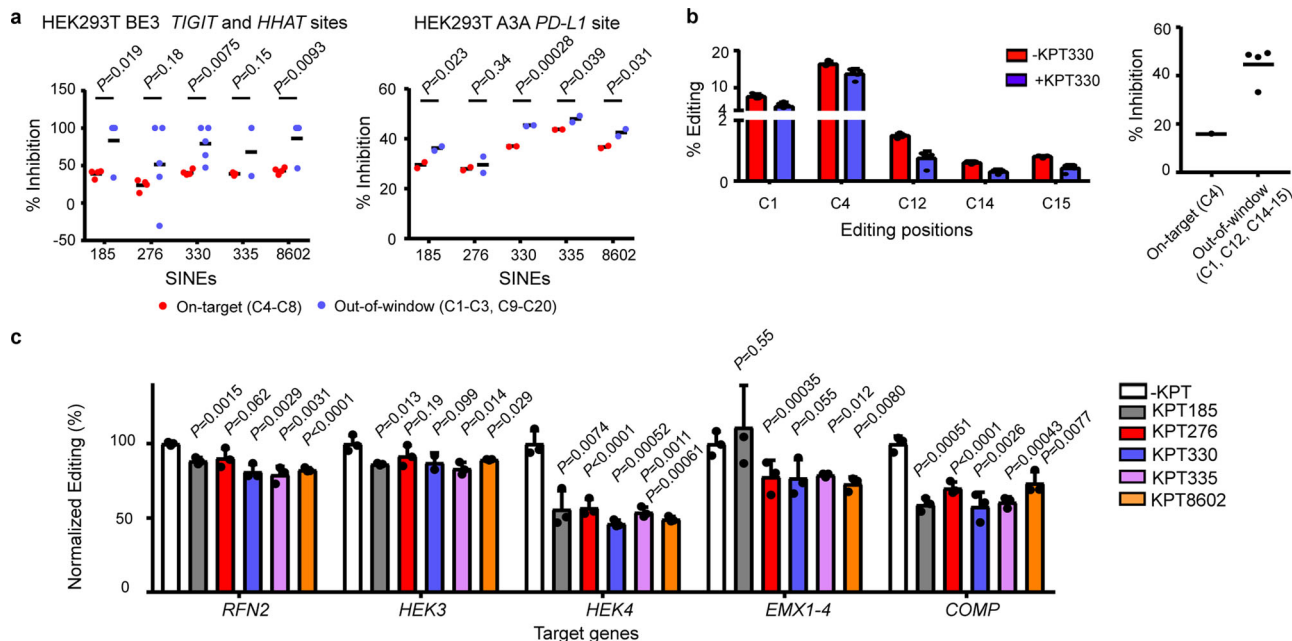 a
HEK293T BE3 TIGIT and HHAT sites
P=0.019
P=0.18
P=0.0075
P=0.15
P=0.0093
% Inhibition
150
100
50
0
-50
185
276
330
335
8602
SINEs
HEK293T A3A PD-L1 site
P=0.023
P=0.34
P=0.00028
P=0.039
P=0.031
% Inhibition
60
40
20
0
185
276
330
335
8602
SINEs
On-target (C4-C8)
Out-of-window (C1-C3, C9-C20)
b
% Editing
20
10
4
2
2
0
C1
C4
C12
C14
C15
Editing positions
-KPT330
+KPT330
% Inhibition
60
40
20
0
On-target (C4)
Out-of-window
(C1, C12, C14-15)
c
Normalized Editing (%)
100
50
0
P=0.0015
P=0.062
P=0.0029
P=0.0031
P<0.0001
P=0.013
P=0.19
P=0.099
P=0.014
P=0.029
P=0.0074
P<0.0001
P=0.00052
P=0.0011
P=0.00061
P=0.55
P=0.00035
P=0.055
P=0.012
P=0.0080
P=0.00051
P<0.0001
P=0.0026
P=0.00043
P=0.0077
RFN2
HEK3
HEK4
EMX1-4
COMP
Target genes
-KPT
KPT185
KPT276
KPT330
KPT335
KPT8602